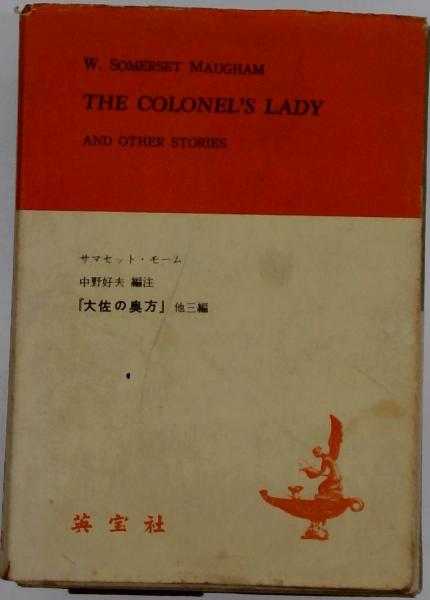 W. SOMERSET MAUGHAM
THE COLONEL'S LADY
AND OTHER STORIES
サマセット・モーム
中野好夫 編注
『大佐の奥方』 他三編
英宝社